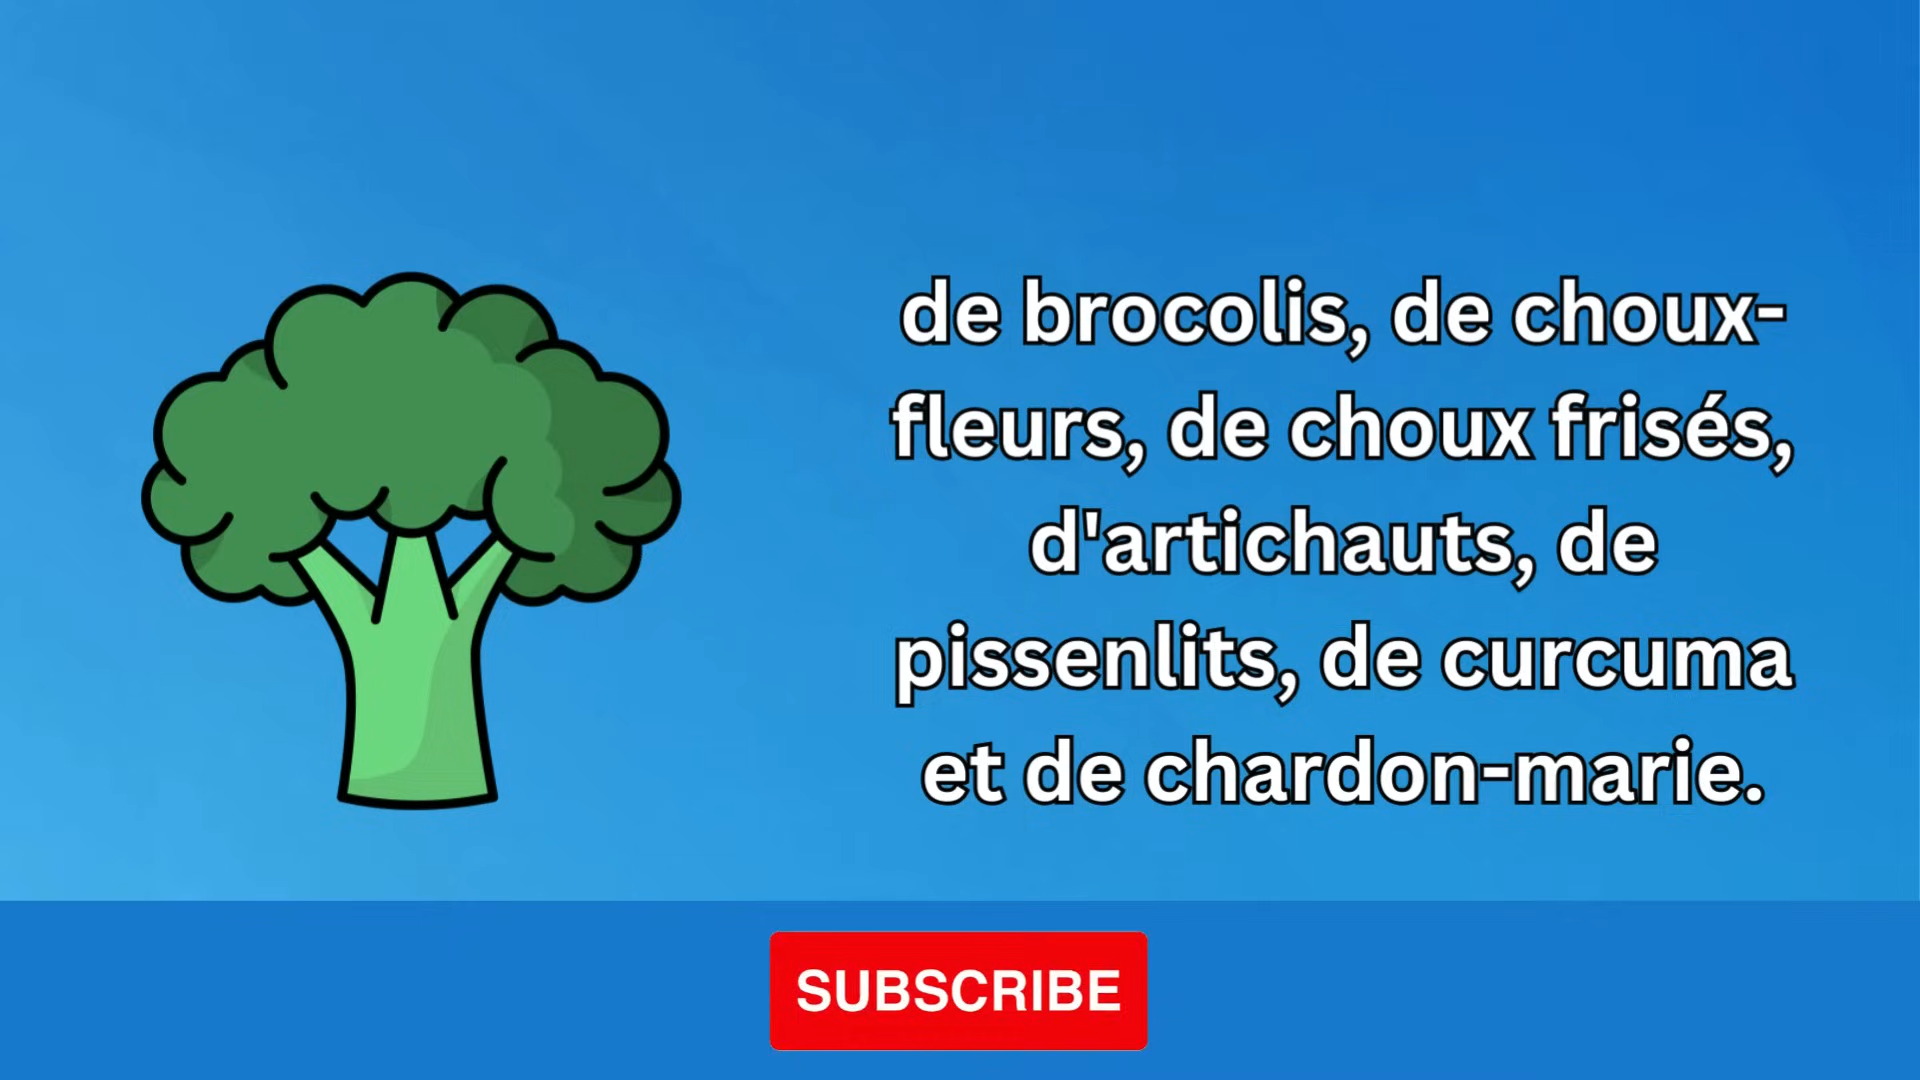 de brocolis, de choux-
fleurs, de choux frisés,
d'artichauts, de
pissenlits, de curcuma
et de chardon-marie.
SUBSCRIBE